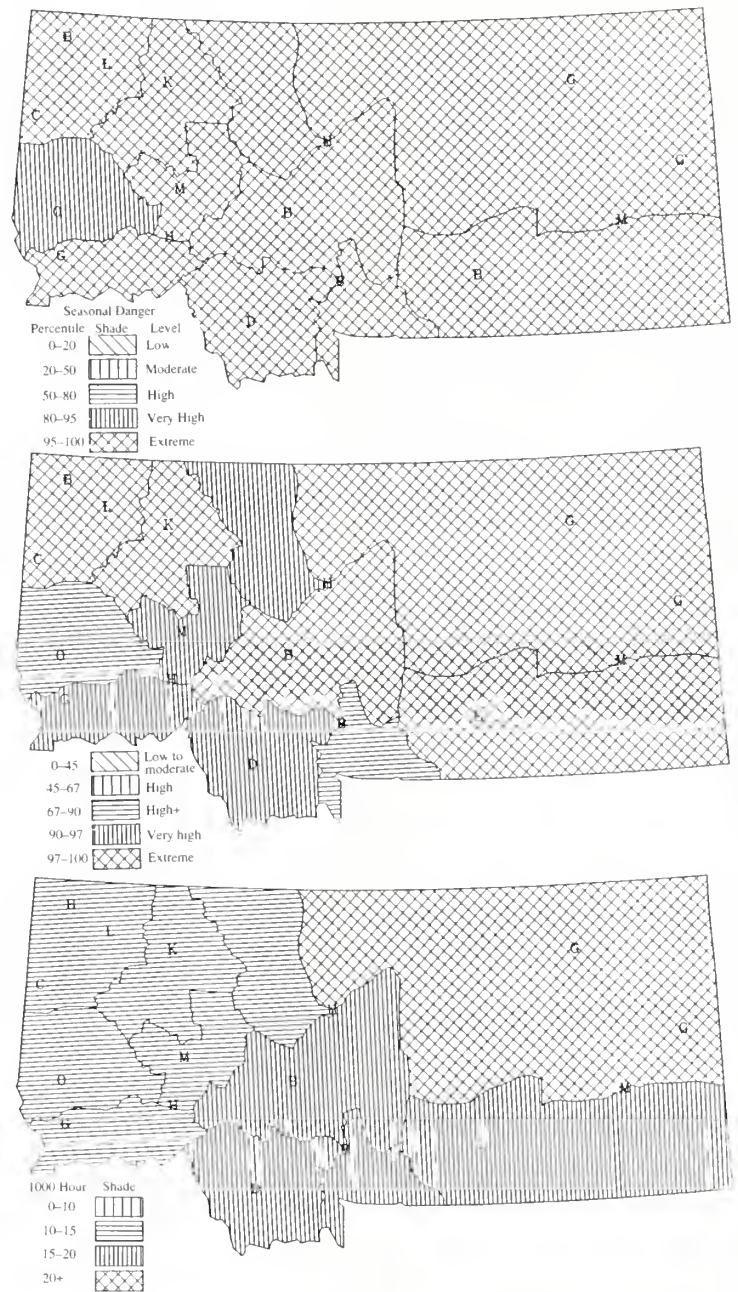 E
L
K
C
G
H
G
M
M
B
H
G
E
B
D
Seasonal Danger
Percentile Shade Level
0–20 Low
20–50 Moderate
50–80 High
80–95 Very High
95–100 Extreme
E
L
K
C
G
H
G
M
O
B
M
H
D
0–45 Low to
moderate
45–67 High
67–90 High+
90–97 Very high
97–100 Extreme
H
L
K
G
C
G
M
O
B
M
H
G
1000 Hour Shade
0–10
10–15
15–20
20+